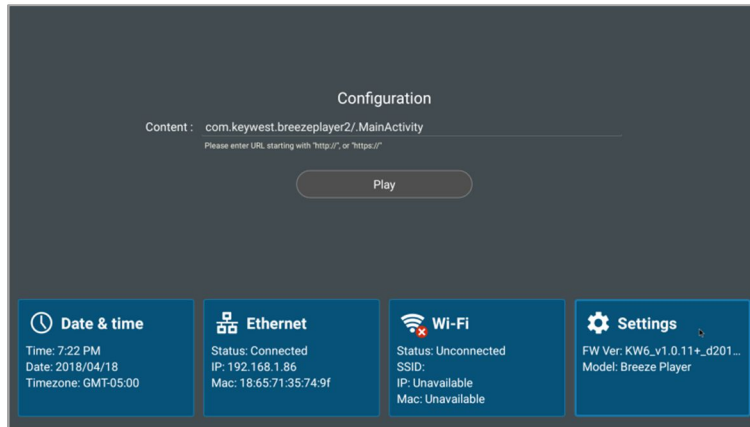 Configuration
Content : com.keywest.breezeplayer2/.MainActivity
Please enter URL starting with "http://", or "https://"
Play
Date & time
Time: 7:22 PM
Date: 2018/04/18
Timezone: GMT-05:00
Ethernet
Status: Connected
IP: 192.168.1.86
Mac: 18:65:71:35:74:9f
Wi-Fi
Status: Unconnected
SSID:
IP: Unavailable
Mac: Unavailable
Settings
FW Ver: KW6_v1.0.11+_d201...
Model: Breeze Player